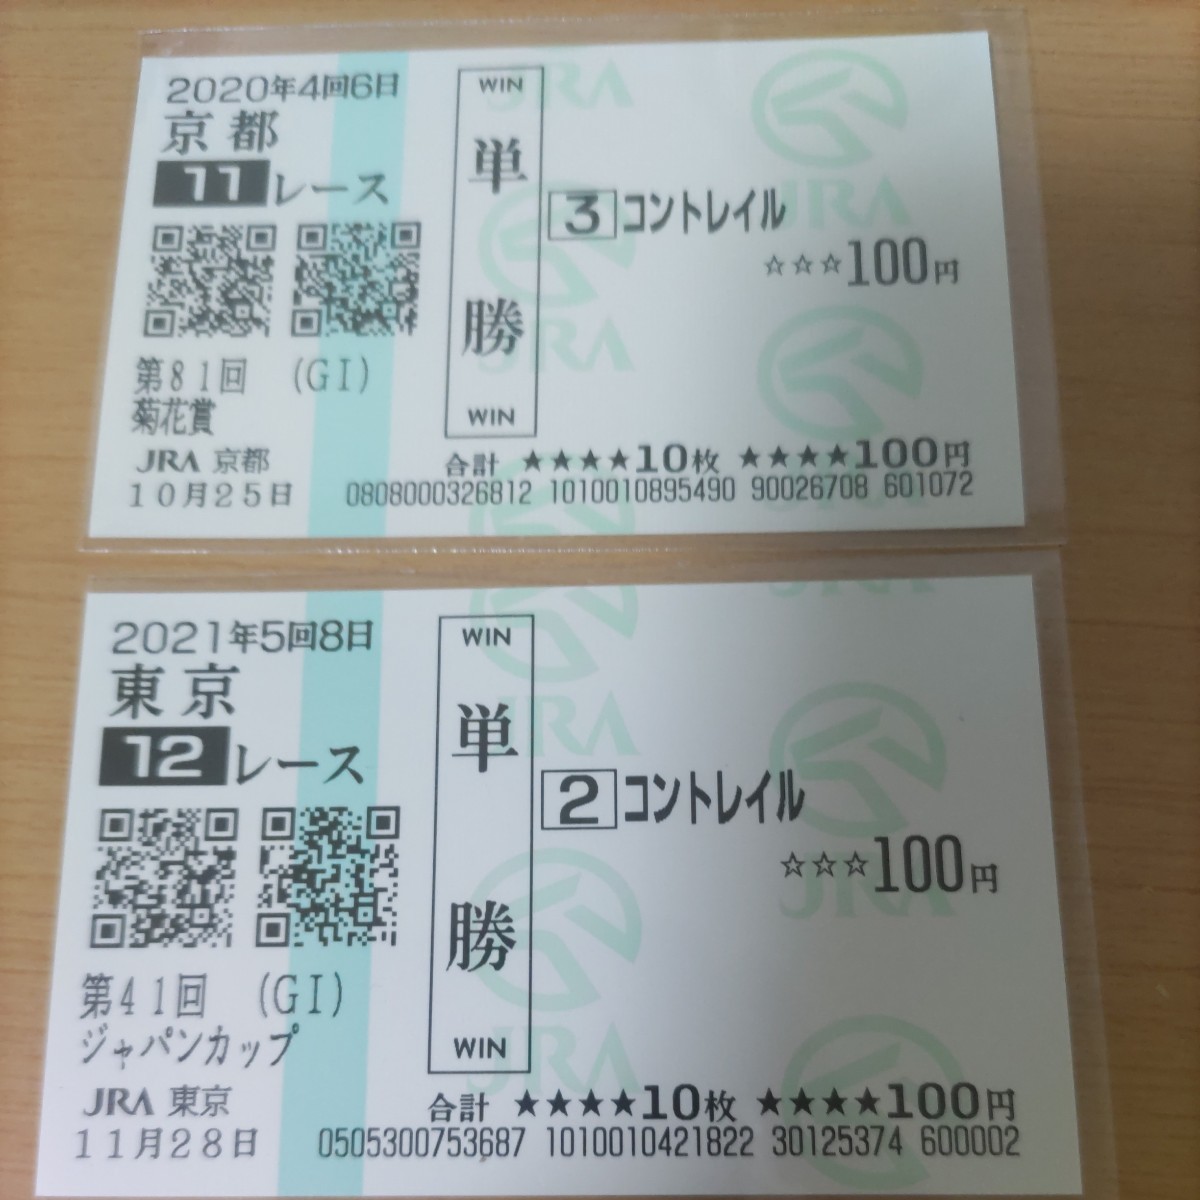 2020年4回6日
京都
11レース
第81回 (GI)
菊花賞
JRA 京都
10月25日
WIN
単勝
WIN
3 コントレイル
☆☆☆100円
合計 ★★★★10枚 ★★★★100円
0808000326812 1010010895490 90026708 601072
2021年5回8日
東京
12レース
第41回 (GI)
ジャパンカップ
JRA 東京
11月28日
WIN
単勝
WIN
2 コントレイル
☆☆☆100円
合計 ★★★★10枚 ★★★★100円
0505300753687 1010010421822 30125374 600002